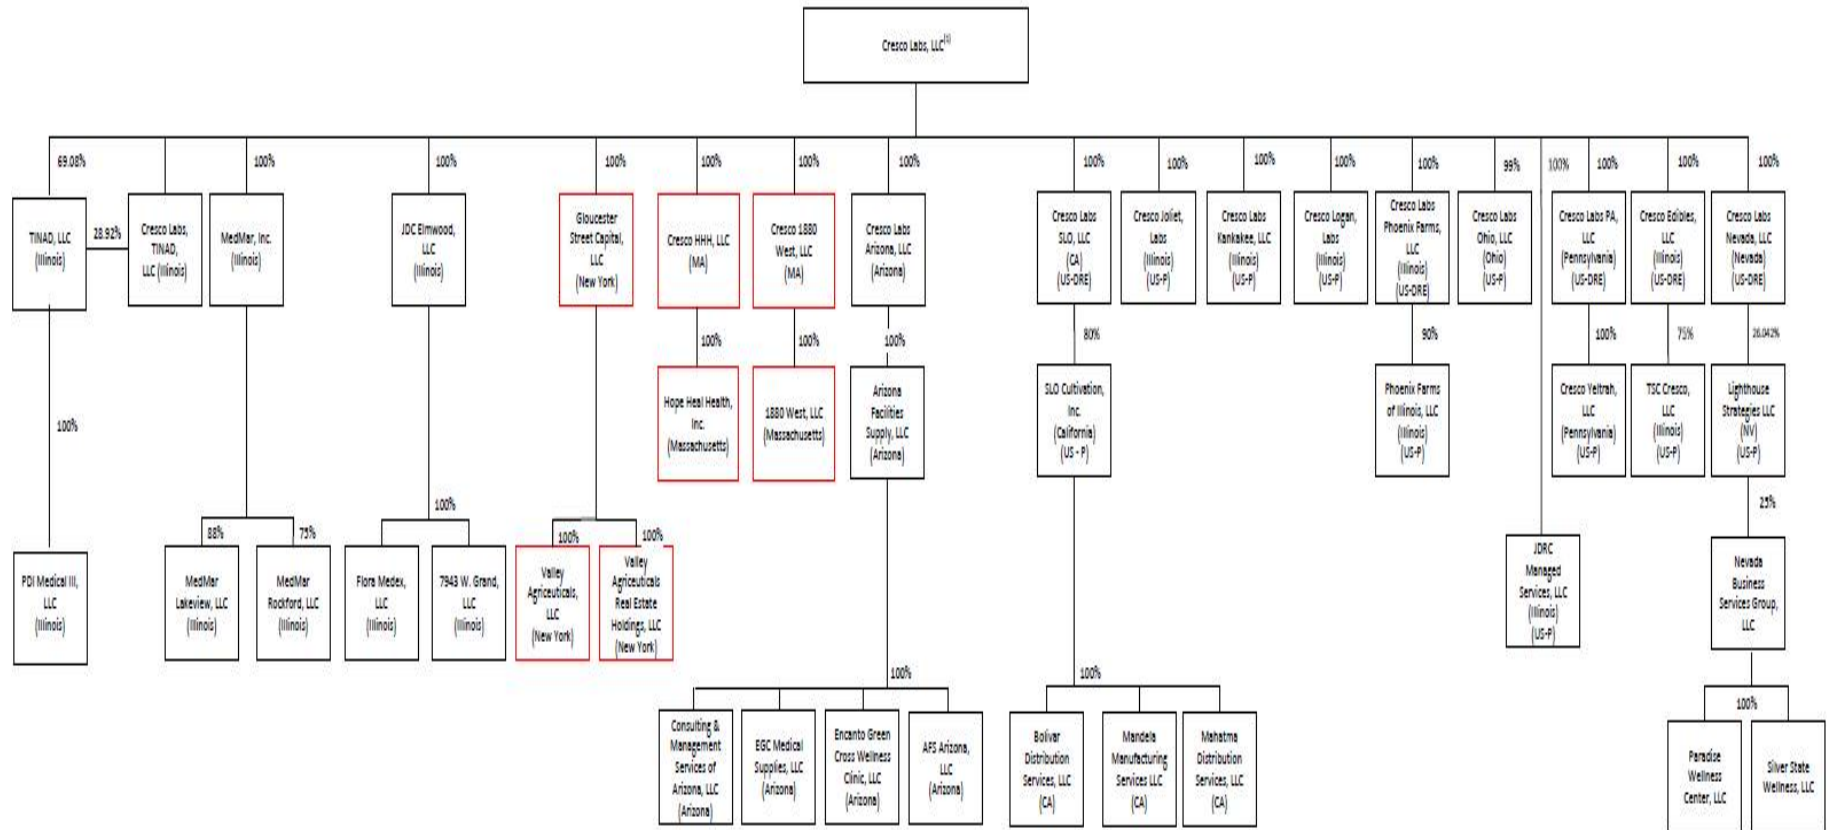 Cresco Labs, LLC(1)
69.08%
100%
100%
100%
100%
100%
100%
100%
100%
100%
100%
100%
99%
100%
100%
100%
100%
TINAD, LLC
(Illinois)
28.92%
Cresco Labs,
TINAD,
LLC (Illinois)
MedMar, Inc.
(Illinois)
JDC Elmwood,
LLC
(Illinois)
Gloucester
Street Capital,
LLC
(New York)
Cresco HHH, LLC
(MA)
Cresco 1880
West, LLC
(MA)
Cresco Labs
Arizona, LLC
(Arizona)
Cresco Labs
SLO, LLC
(CA)
(US-DRE)
Cresco Joliet,
Labs
(Illinois)
(US-P)
Cresco Labs
Kankakee, LLC
(Illinois)
(US-P)
Cresco Logan,
Labs
(Illinois)
(US-P)
Cresco Labs
Phoenix Farms,
LLC
(Illinois)
(US-DRE)
Cresco Labs
Ohio, LLC
(Ohio)
(US-P)
Cresco Labs PA,
LLC
(Pennsylvania)
(US-DRE)
Cresco Edibles,
LLC
(Illinois)
(US-DRE)
Cresco Labs
Nevada, LLC
(Nevada)
(US-DRE)
100%
100%
100%
80%
90%
100%
75%
26.042%
Hope Heal Health,
Inc.
(Massachusetts)
1880 West, LLC
(Massachusetts)
Arizona
Facilities
Supply, LLC
(Arizona)
SLO Cultivation,
Inc.
(California)
(US - P)
Phoenix Farms
of Illinois, LLC
(Illinois)
(US-P)
Cresco Yeltrah,
LLC
(Pennsylvania)
(US-P)
TSC Cresco,
LLC
(Illinois)
(US-P)
Lighthouse
Strategies LLC
(NV)
(US-P)
100%
88%
75%
100%
100%
100%
25%
PDI Medical III,
LLC
(Illinois)
MedMar
Lakeview, LLC
(Illinois)
MedMar
Rockford, LLC
(Illinois)
Flora Medex,
LLC
(Illinois)
7943 W. Grand,
LLC
(Illinois)
Valley
Agriceuticals,
LLC
(New York)
Valley
Agriceuticals
Real Estate
Holdings, LLC
(New York)
JDRC
Managed
Services, LLC
(Illinois)
(US-P)
Nevada
Business
Services Group,
LLC
100%
100%
100%
Consulting &
Management
Services of
Arizona, LLC
(Arizona)
EGC Medical
Supplies, LLC
(Arizona)
Encanto Green
Cross Wellness
Clinic, LLC
(Arizona)
AFS Arizona,
LLC
(Arizona)
Bolivar
Distribution
Services, LLC
(CA)
Mandela
Manufacturing
Services LLC
(CA)
Mahatma
Distribution
Services, LLC
(CA)
Paradise
Wellness
Center, LLC
Silver State
Wellness, LLC